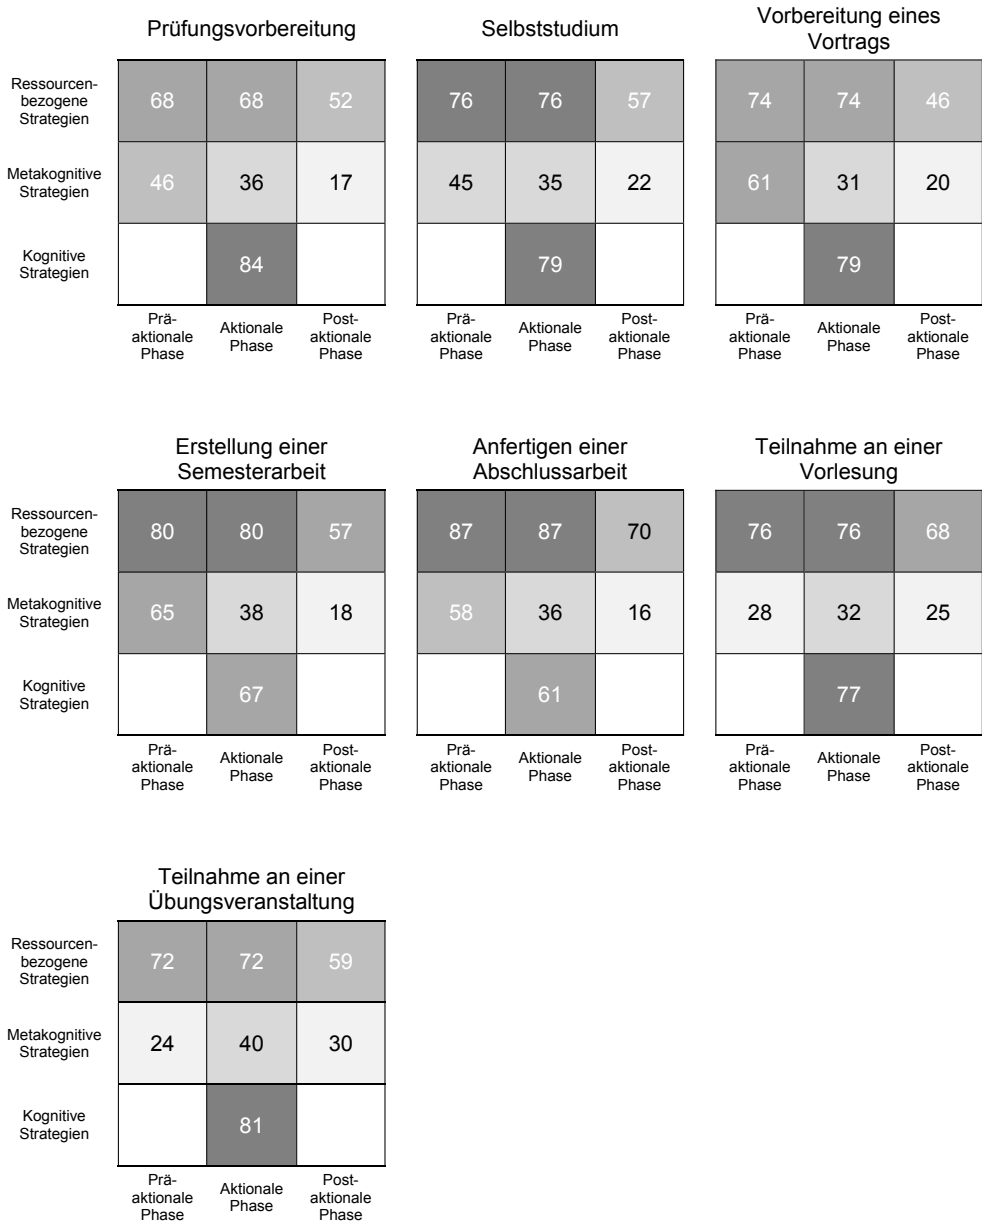 Prüfungsvorbereitung
Selbststudium
Vorbereitung eines
Vortrags
Ressourcen-
bezogene
Strategien
68 68 52
76 76 57
74 74 46
Metakognitive
Strategien
46 36 17
45 35 22
61 31 20
Kognitive
Strategien
84
79
79
Prä-
aktionale
Phase
Aktionale
Phase
Post-
aktionale
Phase
Prä-
aktionale
Phase
Aktionale
Phase
Post-
aktionale
Phase
Prä-
aktionale
Phase
Aktionale
Phase
Post-
aktionale
Phase
Erstellung einer
Semesterarbeit
Anfertigen einer
Abschlussarbeit
Teilnahme an einer
Vorlesung
Ressourcen-
bezogene
Strategien
80 80 57
87 87 70
76 76 68
Metakognitive
Strategien
65 38 18
58 36 16
28 32 25
Kognitive
Strategien
67
61
77
Prä-
aktionale
Phase
Aktionale
Phase
Post-
aktionale
Phase
Prä-
aktionale
Phase
Aktionale
Phase
Post-
aktionale
Phase
Prä-
aktionale
Phase
Aktionale
Phase
Post-
aktionale
Phase
Teilnahme an einer
Übungsveranstaltung
Ressourcen-
bezogene
Strategien
72 72 59
Metakognitive
Strategien
24 40 30
Kognitive
Strategien
81
Prä-
aktionale
Phase
Aktionale
Phase
Post-
aktionale
Phase